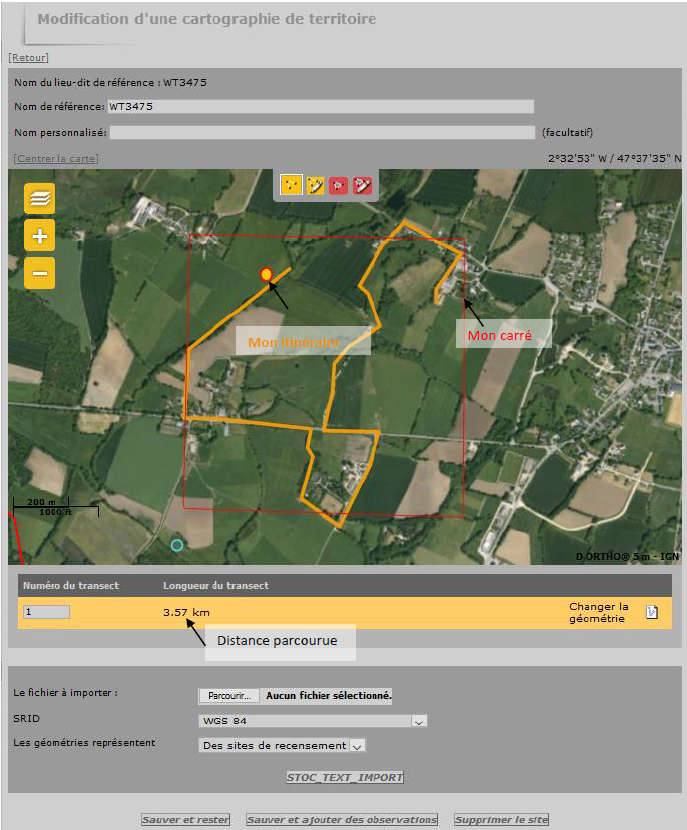 Modification d'une cartographie de territoire
[Retour]
Nom du lieu-dit de référence : WT3475
Nom de référence: WT3475
Nom personnalisé: (facultatif)
[Centrer la carte] 2°32'53" W / 47°37'35" N
Mon itinéraire
Mon carré
200 m
1000 ft
D.ORTHO® 5 m - IGN
Numéro du transect Longueur du transect
1 3.57 km Changer la géométrie
Distance parcourue
Le fichier à importer : Parcourir... Aucun fichier sélectionné.
SRID WGS 84
Les géométries représentent Des sites de recensement
STOC_TEXT_IMPORT
Sauver et rester Sauver et ajouter des observations Supprimer le site